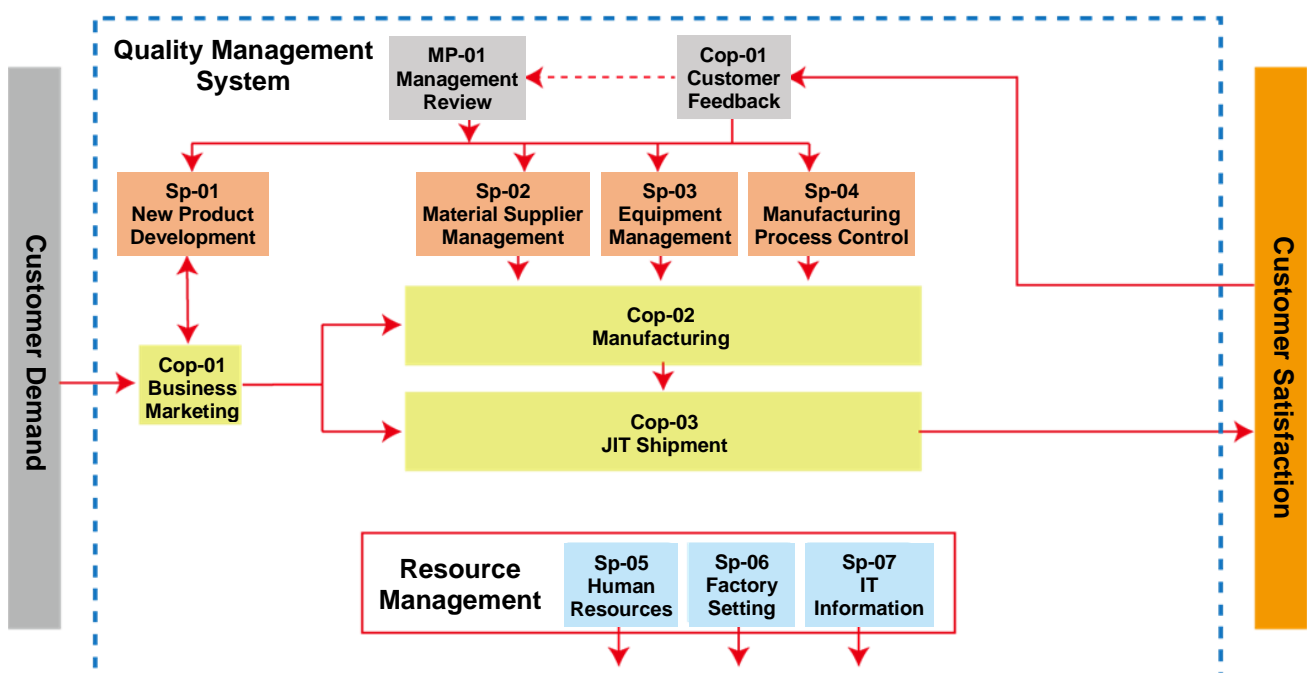 Quality Management
System
MP-01
Management
Review
Cop-01
Customer
Feedback
Sp-01
New Product
Development
Sp-02
Material Supplier
Management
Sp-03
Equipment
Management
Sp-04
Manufacturing
Process Control
Customer Demand
Cop-01
Business
Marketing
Cop-02
Manufacturing
Cop-03
JIT Shipment
Customer Satisfaction
Resource
Management
Sp-05
Human
Resources
Sp-06
Factory
Setting
Sp-07
IT
Information